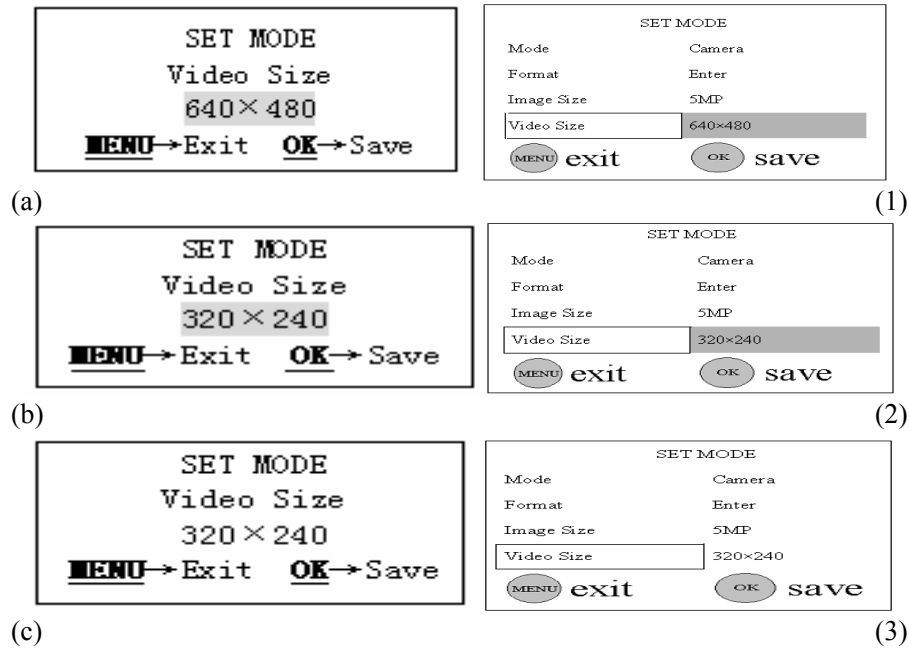 SET MODE
Video Size
640×480
MENU→Exit OK→Save
(a)
SET MODE
Mode Camera
Format Enter
Image Size 5MP
Video Size 640×480
MENU exit OK save
(1)
SET MODE
Video Size
320×240
MENU→Exit OK→Save
(b)
SET MODE
Mode Camera
Format Enter
Image Size 5MP
Video Size 320×240
MENU exit OK save
(2)
SET MODE
Video Size
320×240
MENU→Exit OK→Save
(c)
SET MODE
Mode Camera
Format Enter
Image Size 5MP
Video Size 320×240
MENU exit OK save
(3)